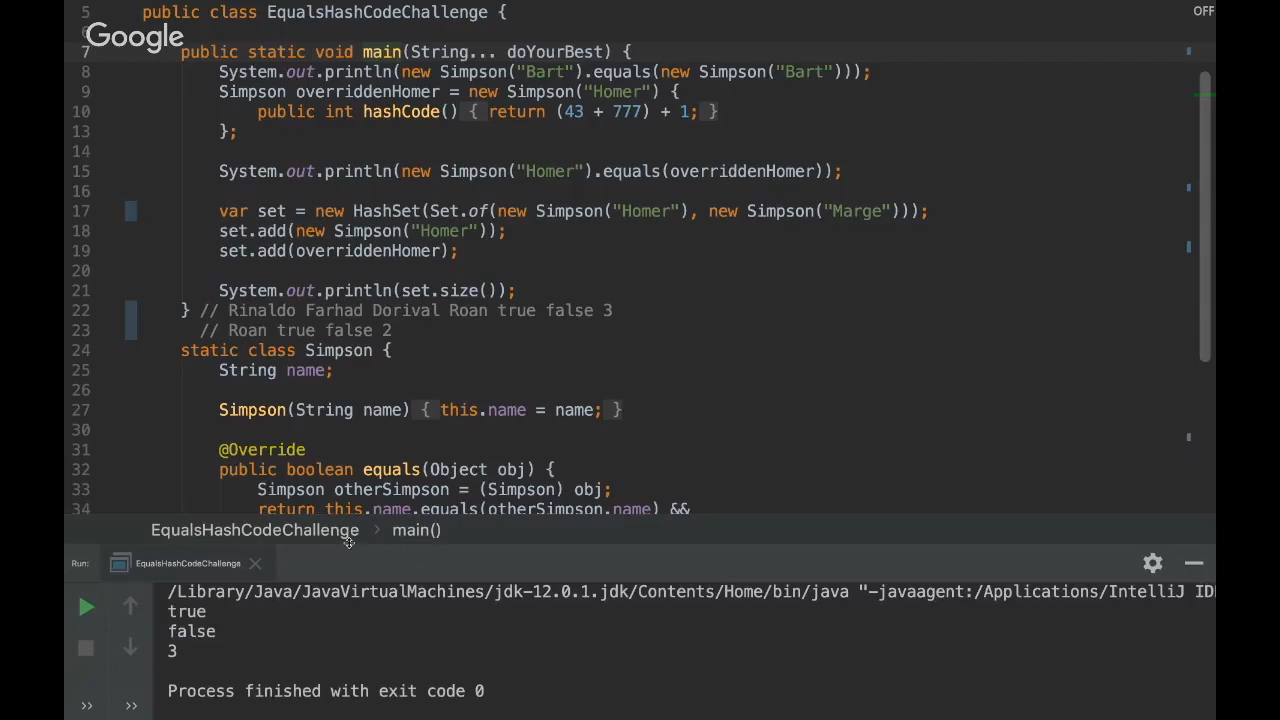 5 public class EqualsHashCodeChallenge {
OFF
Google
7 public static void main(String... doYourBest) {
8 System.out.println(new Simpson("Bart").equals(new Simpson("Bart")));
9 Simpson overriddenHomer = new Simpson("Homer") {
10 public int hashCode() { return (43 + 777) + 1; }
13 };
14
15 System.out.println(new Simpson("Homer").equals(overriddenHomer));
16
17 var set = new HashSet(Set.of(new Simpson("Homer"), new Simpson("Marge")));
18 set.add(new Simpson("Homer"));
19 set.add(overriddenHomer);
20
21 System.out.println(set.size());
22 } // Rinaldo Farhad Dorival Roan true false 3
23 // Roan true false 2
24 static class Simpson {
25 String name;
26
27 Simpson(String name) { this.name = name; }
30
31 @Override
32 public boolean equals(Object obj) {
33 Simpson otherSimpson = (Simpson) obj;
34 return this.name.equals(otherSimpson.name) &&
EqualsHashCodeChallenge › main()
Run: EqualsHashCodeChallenge
/Library/Java/JavaVirtualMachines/jdk-12.0.1.jdk/Contents/Home/bin/java "-javaagent:/Applications/IntelliJ ID
true
false
3
Process finished with exit code 0